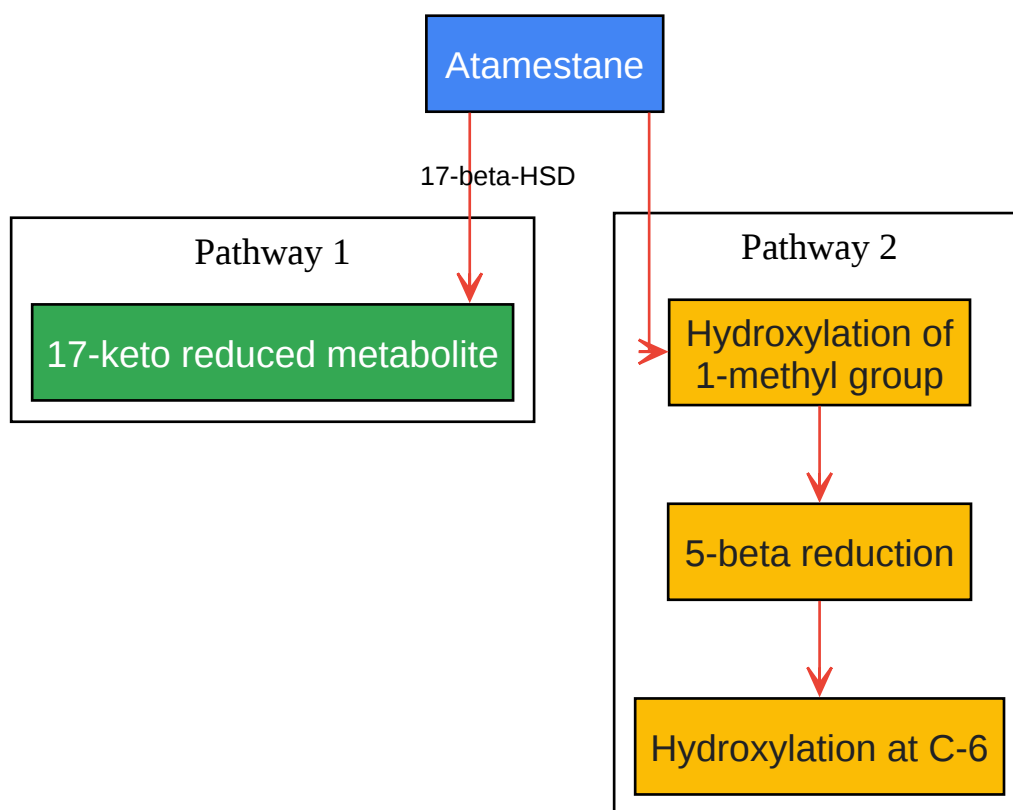 Atamestane
17-beta-HSD
Pathway 1
17-keto reduced metabolite
Pathway 2
Hydroxylation of
1-methyl group
5-beta reduction
Hydroxylation at C-6